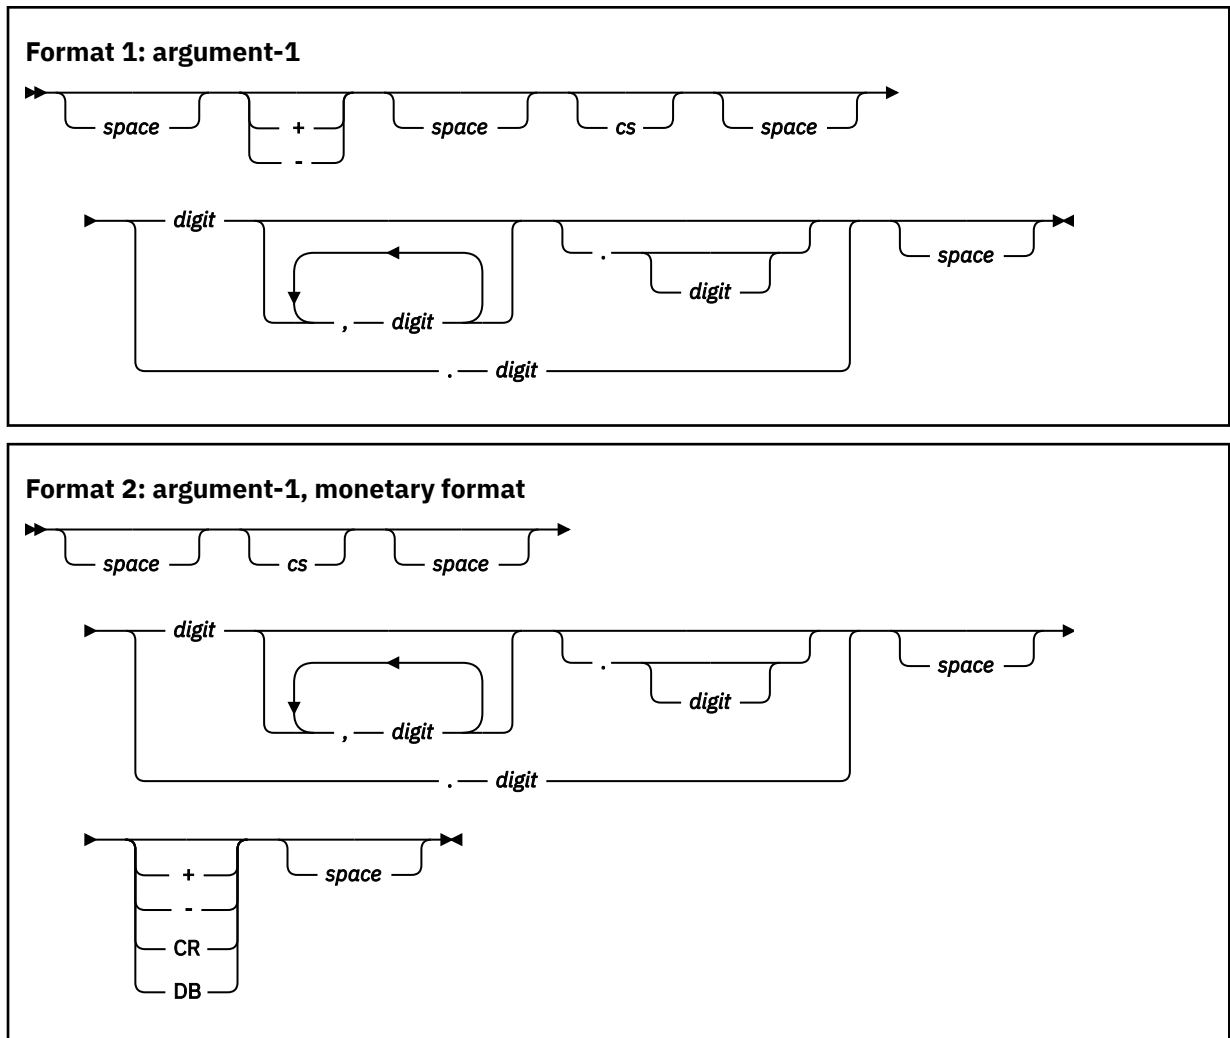 Format 1: argument-1
space + space cs space
-
digit . space
digit
, digit
. digit
Format 2: argument-1, monetary format
space cs space
digit . space
digit
, digit
. digit
+ space
-
CR
DB